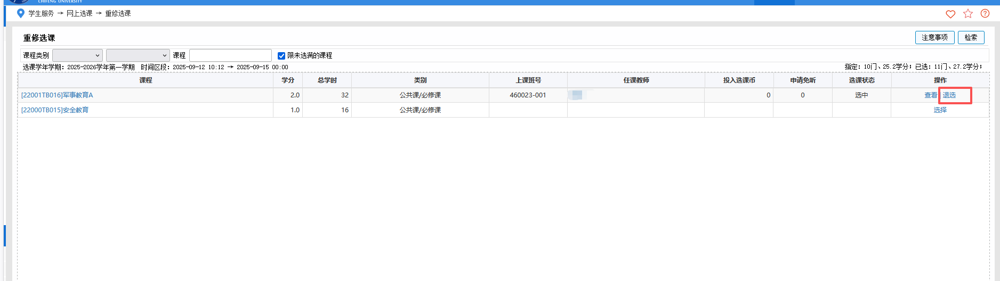 CHIFENG UNIVERSITY
学生服务 → 网上选课 → 重修选课
重修选课 注意事项 检索
课程类别 课程 限未选满的课程
选课学年学期：2025-2026学年第一学期 时间区段：2025-09-12 10:12 → 2025-09-15 00:00 指定：10门、25.2学分；已选：11门、27.2学分；
课程 学分 总学时 类别 上课班号 任课教师 投入选课币 申请免听 选课状态 操作
[22001TB016]军事教育A 2.0 32 公共课/必修课 460023-001 0 0 选中 查看 退选
[22000TB015]安全教育 1.0 16 公共课/必修课 选择